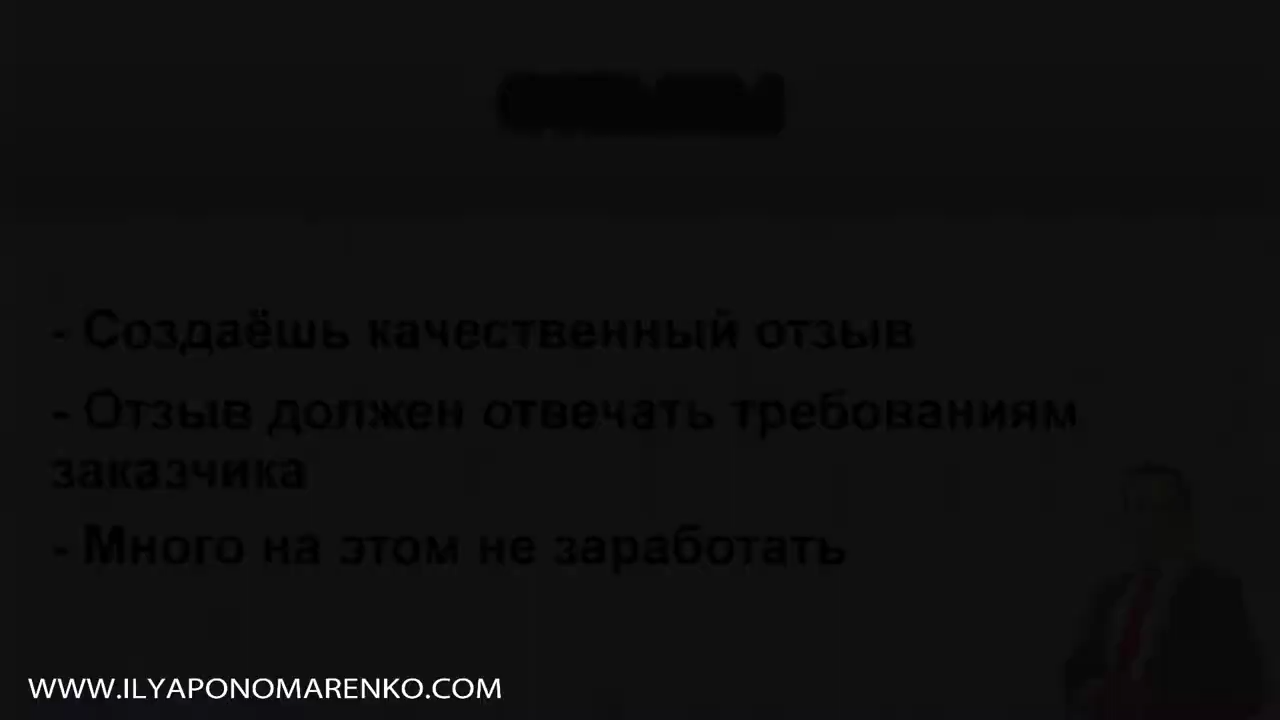 - Создаёшь качественный отзыв
- Отзыв должен отвечать требованиям
заказчика
- Много на этом не заработать
WWW.ILYAPONOMARENKO.COM